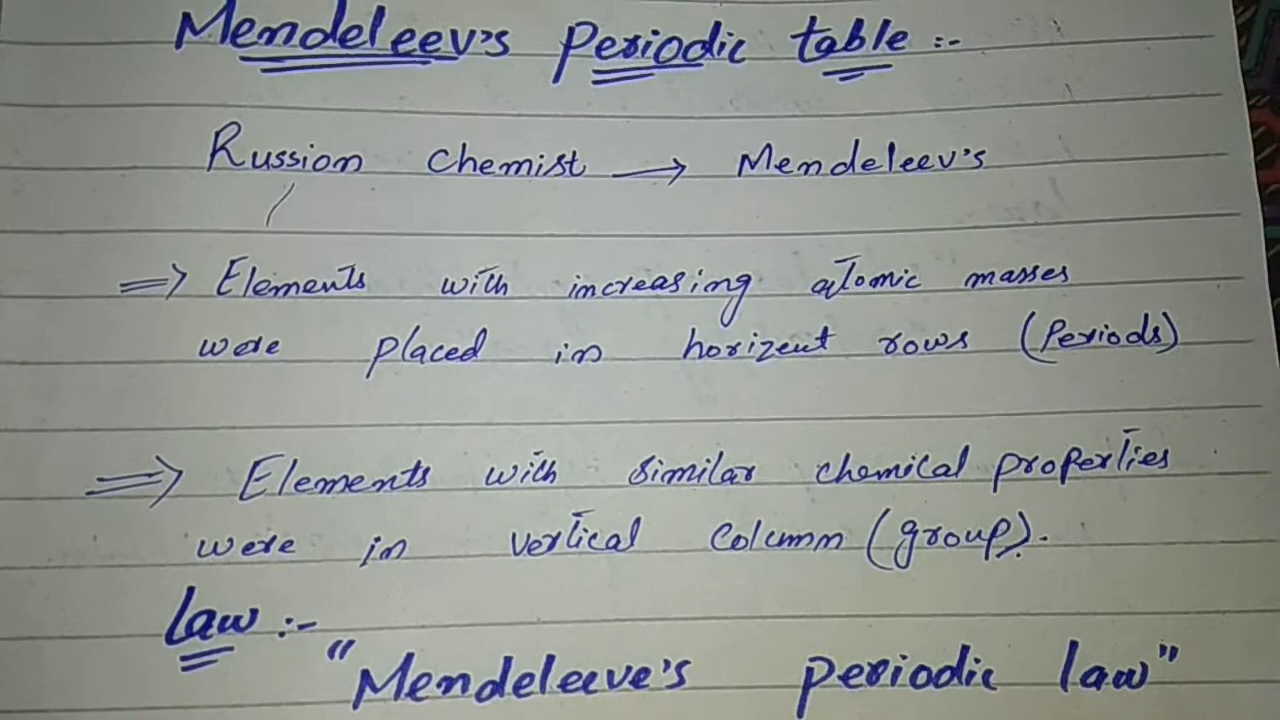 Mendeleev's Periodic table :-
Russion Chemist → Mendeleev's
⇒ Elements with increasing atomic masses
were placed in horizent rows (Periods)
⇒ Elements with similar chemical properties
were in vertical Column (group).
law :-
"Mendeleeve's periodic law"